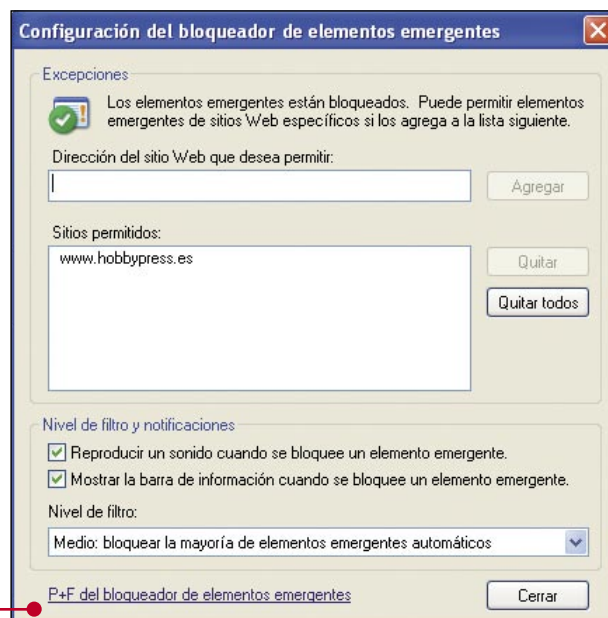 Configuración del bloqueador de elementos emergentes
Excepciones
Los elementos emergentes están bloqueados. Puede permitir elementos
emergentes de sitios Web específicos si los agrega a la lista siguiente.
Dirección del sitio Web que desea permitir:
Agregar
Sitios permitidos:
www.hobbypress.es
Quitar
Quitar todos
Nivel de filtro y notificaciones
Reproducir un sonido cuando se bloquee un elemento emergente.
Mostrar la barra de información cuando se bloquee un elemento emergente.
Nivel de filtro:
Medio: bloquear la mayoría de elementos emergentes automáticos
P+F del bloqueador de elementos emergentes
Cerrar